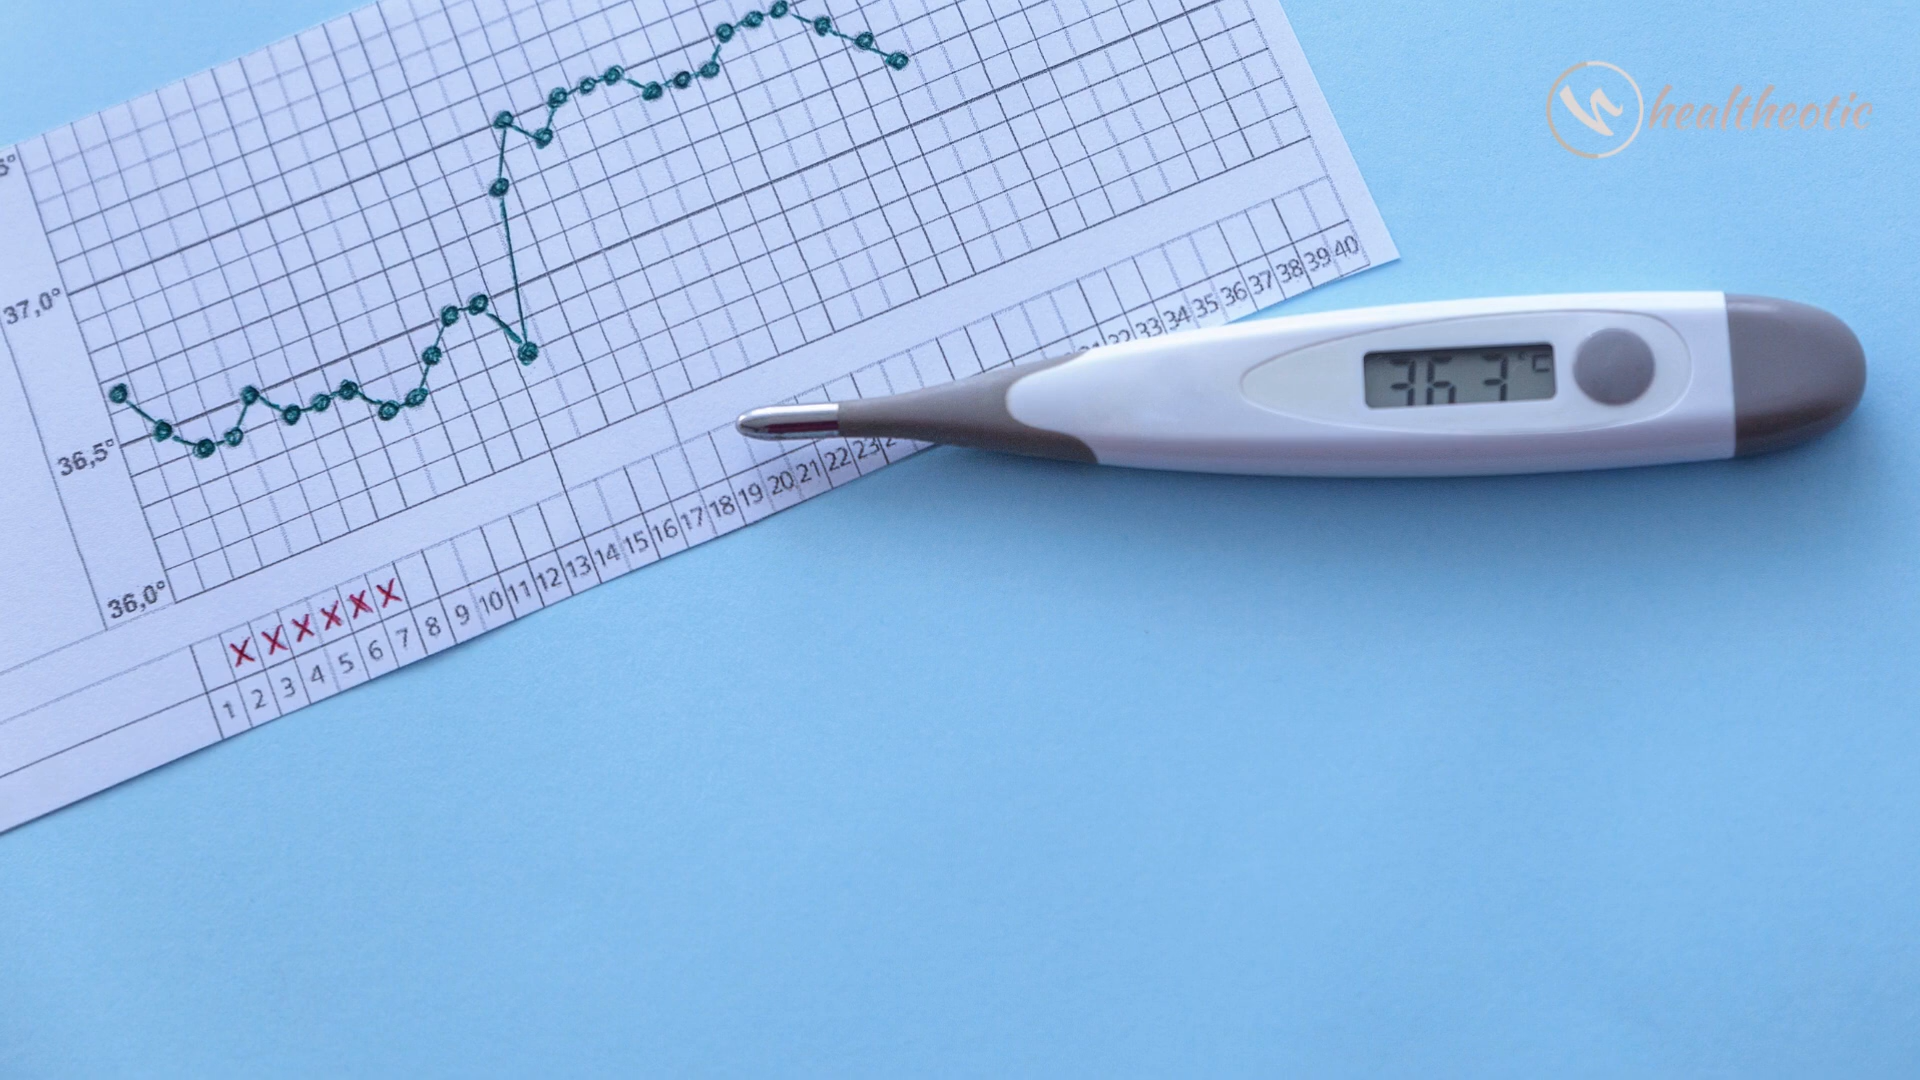 healtheotic
37,0°
36,5°
36,0°
x x x x x x
1 2 3 4 5 6 7 8 9 10 11 12 13 14 15 16 17 18 19 20 21 22 23 33 34 35 36 37 38 39 40
36.3°C